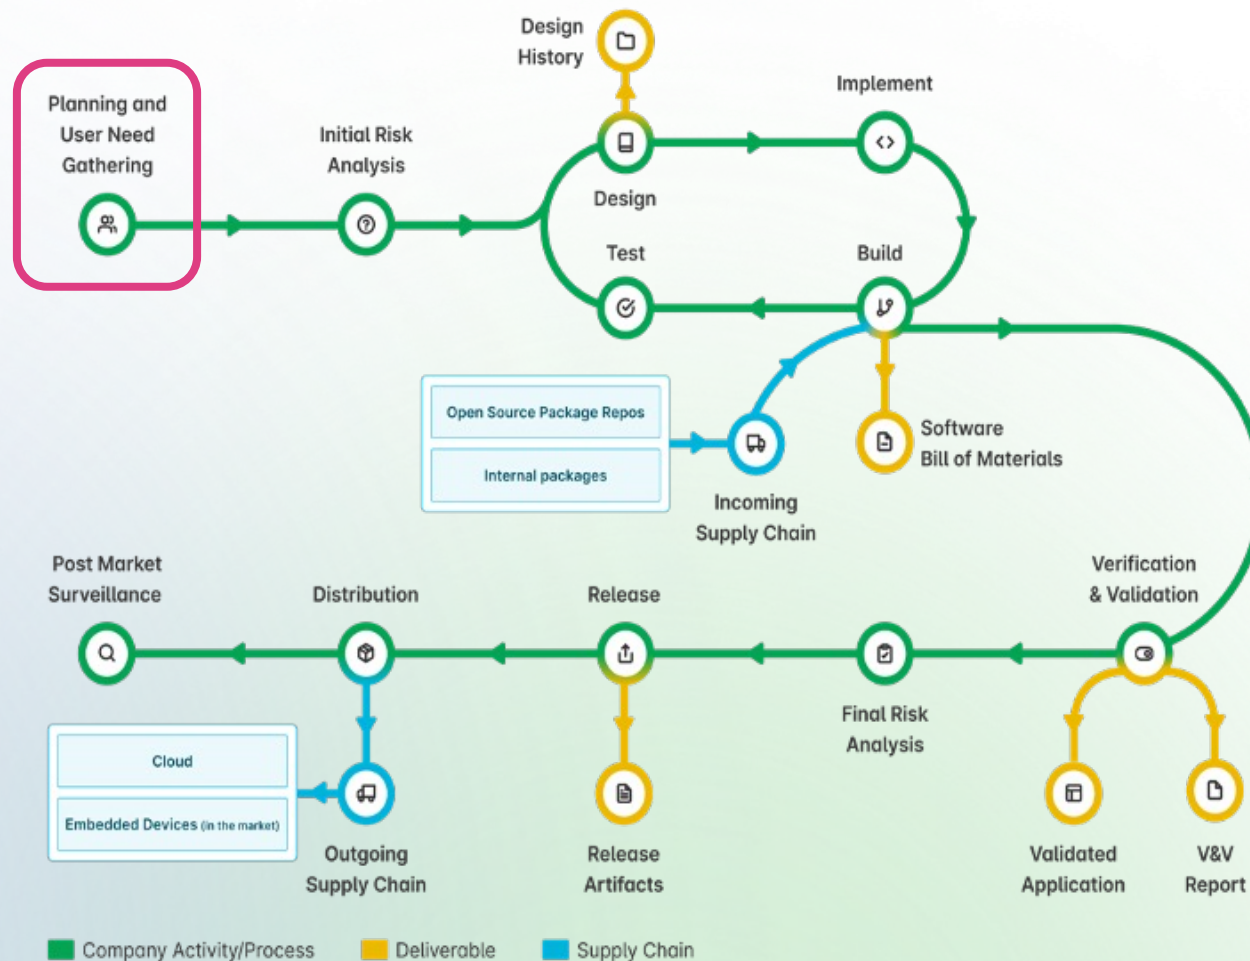 Design
History
Planning and
User Need
Gathering
Initial Risk
Analysis
Implement
Design
Test
Build
Open Source Package Repos
Internal packages
Incoming
Supply Chain
Software
Bill of Materials
Post Market
Surveillance
Distribution
Release
Verification
& Validation
Final Risk
Analysis
Cloud
Embedded Devices (in the market)
Outgoing
Supply Chain
Release
Artifacts
Validated
Application
V&V
Report
Company Activity/Process
Deliverable
Supply Chain